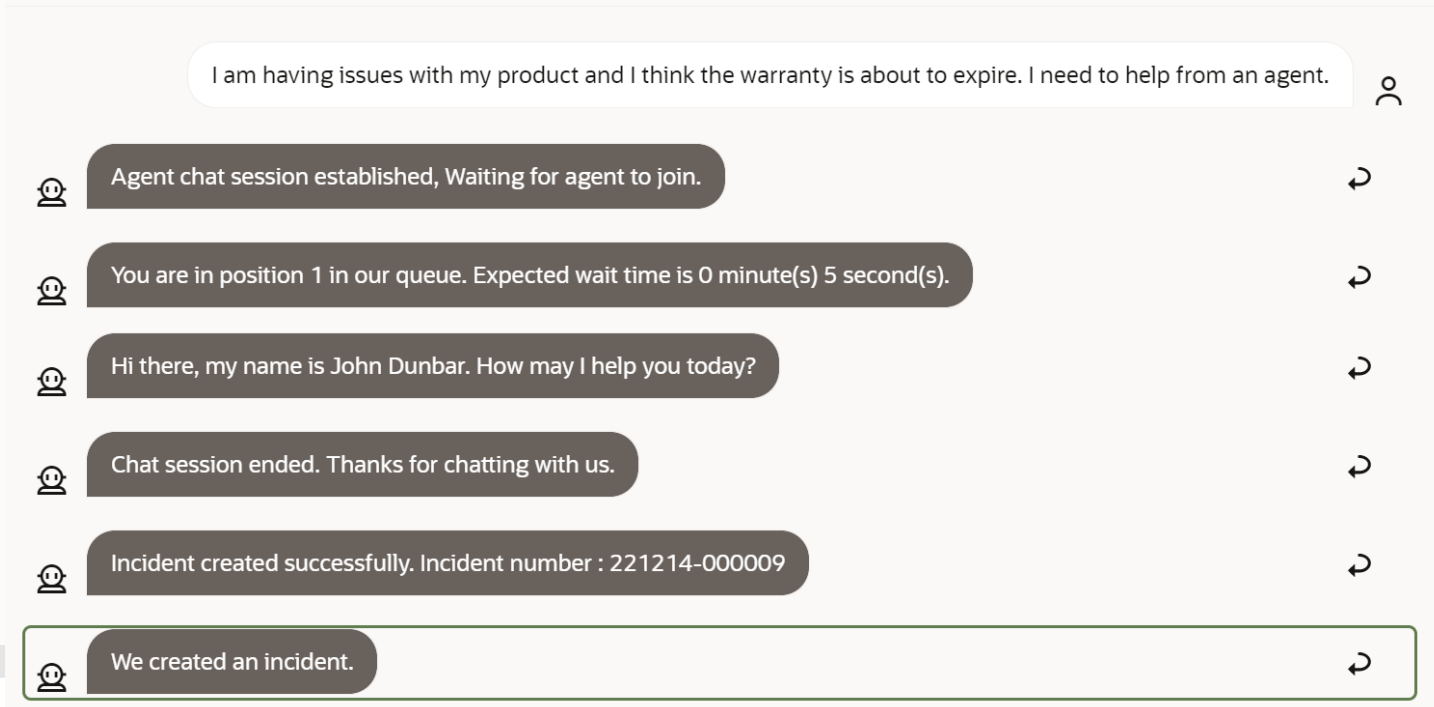 I am having issues with my product and I think the warranty is about to expire. I need to help from an agent.
Agent chat session established, Waiting for agent to join.
You are in position 1 in our queue. Expected wait time is 0 minute(s) 5 second(s).
Hi there, my name is John Dunbar. How may I help you today?
Chat session ended. Thanks for chatting with us.
Incident created successfully. Incident number : 221214-000009
We created an incident.